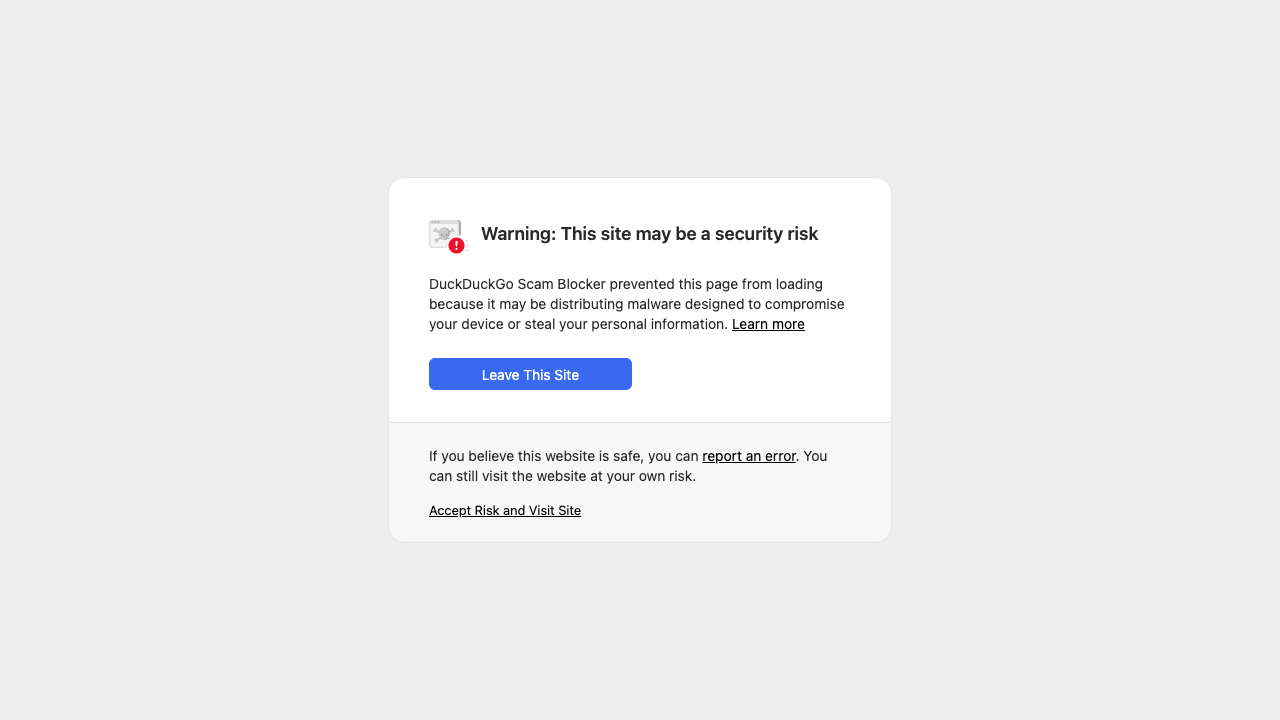 Warning: This site may be a security risk
DuckDuckGo Scam Blocker prevented this page from loading
because it may be distributing malware designed to compromise
your device or steal your personal information. Learn more
Leave This Site
If you believe this website is safe, you can report an error. You
can still visit the website at your own risk.
Accept Risk and Visit Site